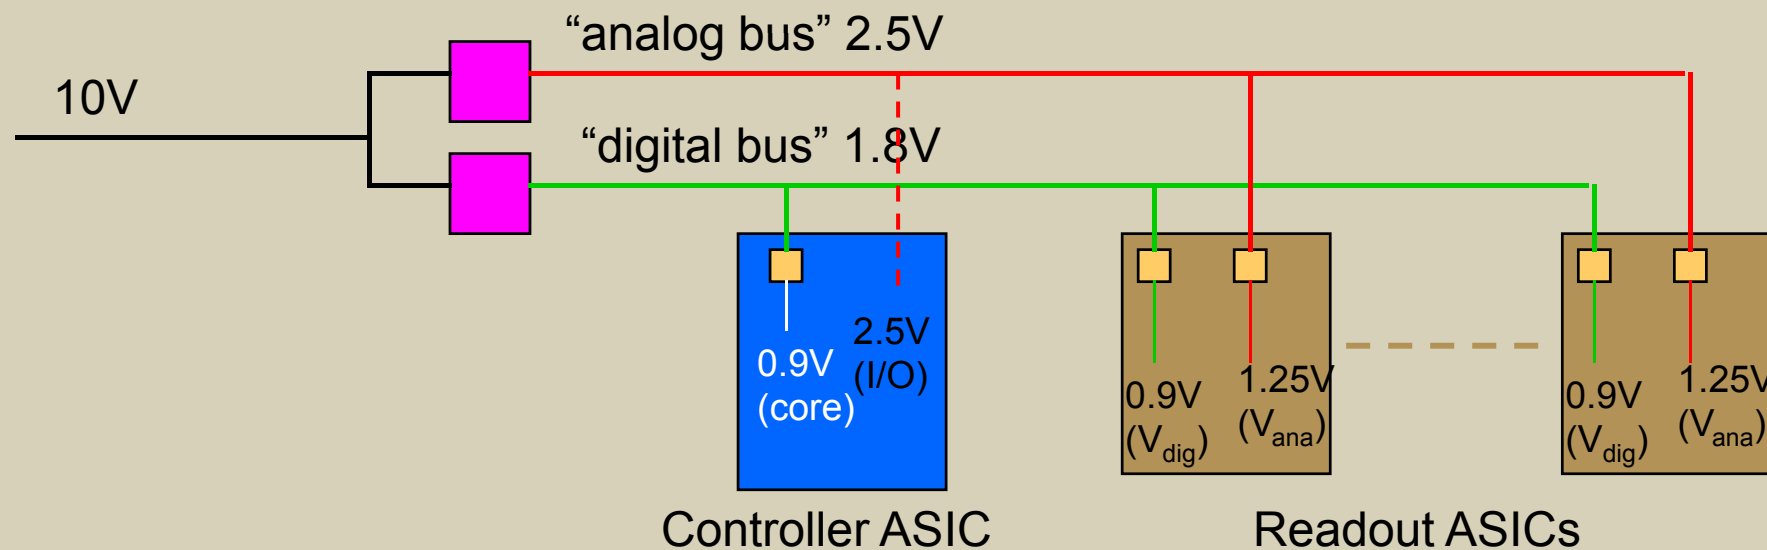 “analog bus” 2.5V
10V
“digital bus” 1.8V
2.5V
(I/O)
0.9V
(core)
0.9V
(Vdig)
1.25V
(Vana)
0.9V
(Vdig)
1.25V
(Vana)
Controller ASIC
Readout ASICs